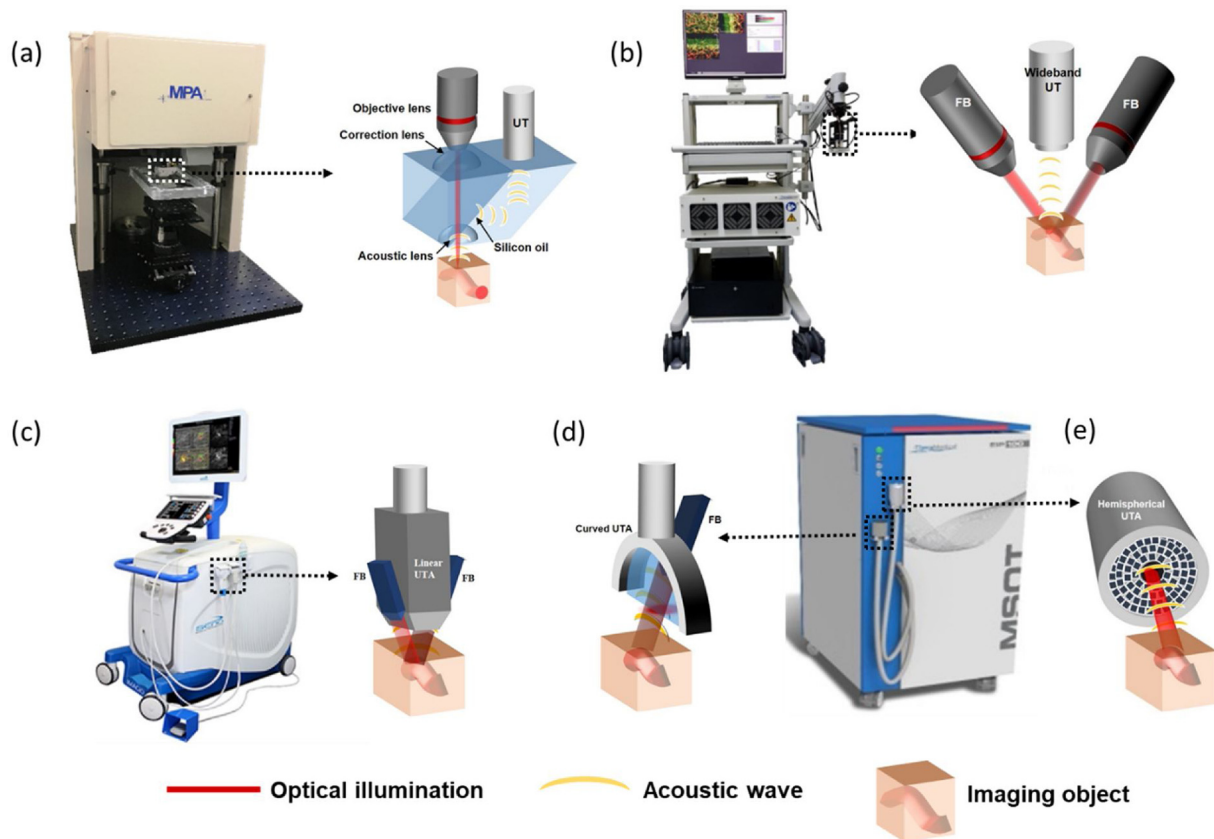 (a)
MPA
Objective lens
Correction lens
UT
Silicon oil
Acoustic lens
(b)
FB
Wideband
UT
FB
(c)
FB
Linear
UTA
FB
(d)
Curved UTA
FB
MSOT
(e)
Hemispherical
UTA
Optical illumination
Acoustic wave
Imaging object